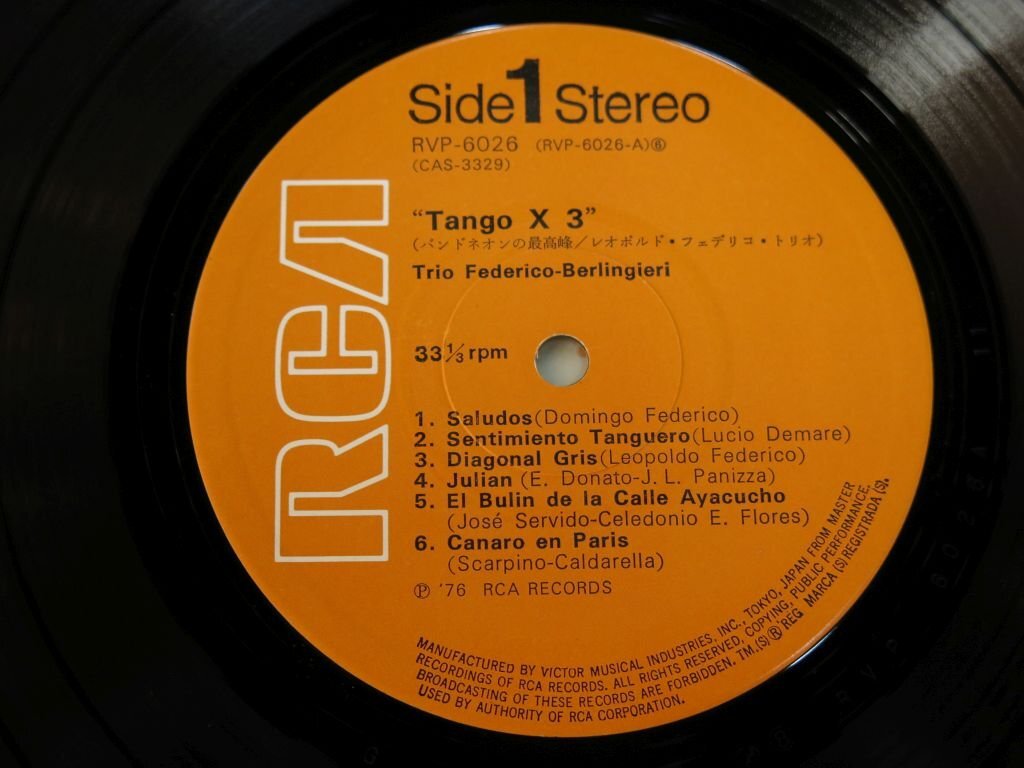 Side 1 Stereo
RVP-6026 (RVP-6026-A)⑥
(CAS-3329)
"Tango X 3"
(バンドネオンの最高峰／レオポルド・フェデリコ・トリオ)
Trio Federico-Berlingieri
RCA
33⅓ rpm
1. Saludos (Domingo Federico)
2. Sentimiento Tanguero (Lucio Demare)
3. Diagonal Gris (Leopoldo Federico)
4. Julian (E. Donato-J. L. Panizza)
5. El Bulin de la Calle Ayacucho
(José Servido-Celedonio E. Flores)
6. Canaro en Paris
(Scarpino-Caldarella)
℗ '76 RCA RECORDS
MANUFACTURED BY VICTOR MUSICAL INDUSTRIES, INC., TOKYO, JAPAN FROM MASTER
RECORDINGS OF RCA RECORDS. ALL RIGHTS RESERVED, COPYING, PUBLIC PERFORMANCE,
BROADCASTING OF THESE RECORDS ARE FORBIDDEN. TM.(S)® REG MARCA (S) REGISTRADA (S).
USED BY AUTHORITY OF RCA CORPORATION.